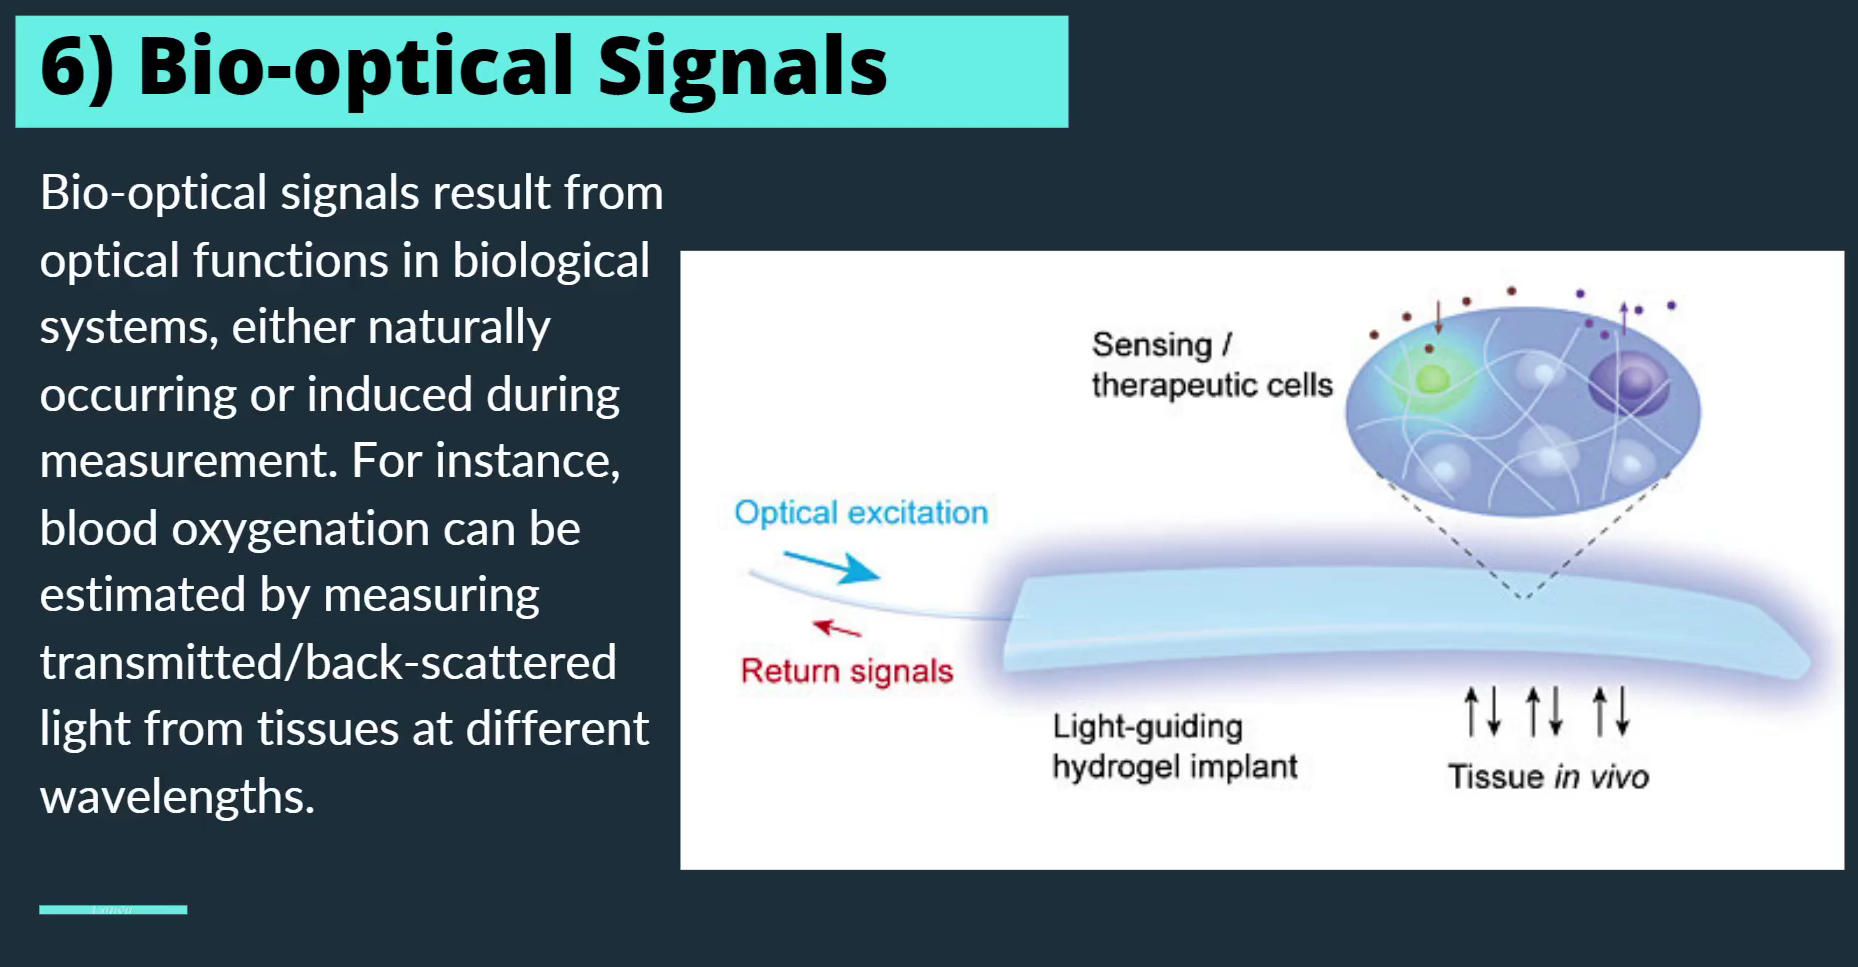 6) Bio-optical Signals
Bio-optical signals result from
optical functions in biological
systems, either naturally
occurring or induced during
measurement. For instance,
blood oxygenation can be
estimated by measuring
transmitted/back-scattered
light from tissues at different
wavelengths.
Sensing /
therapeutic cells
Optical excitation
Return signals
Light-guiding
hydrogel implant
Tissue in vivo